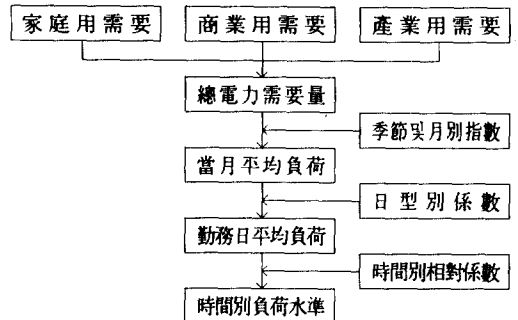 家庭用需要
商業用需要
產業用需要
總電力需要量
季節및月別指數
當月平均負荷
日型別係數
勤務日平均負荷
時間別相對係數
時間別負荷水準